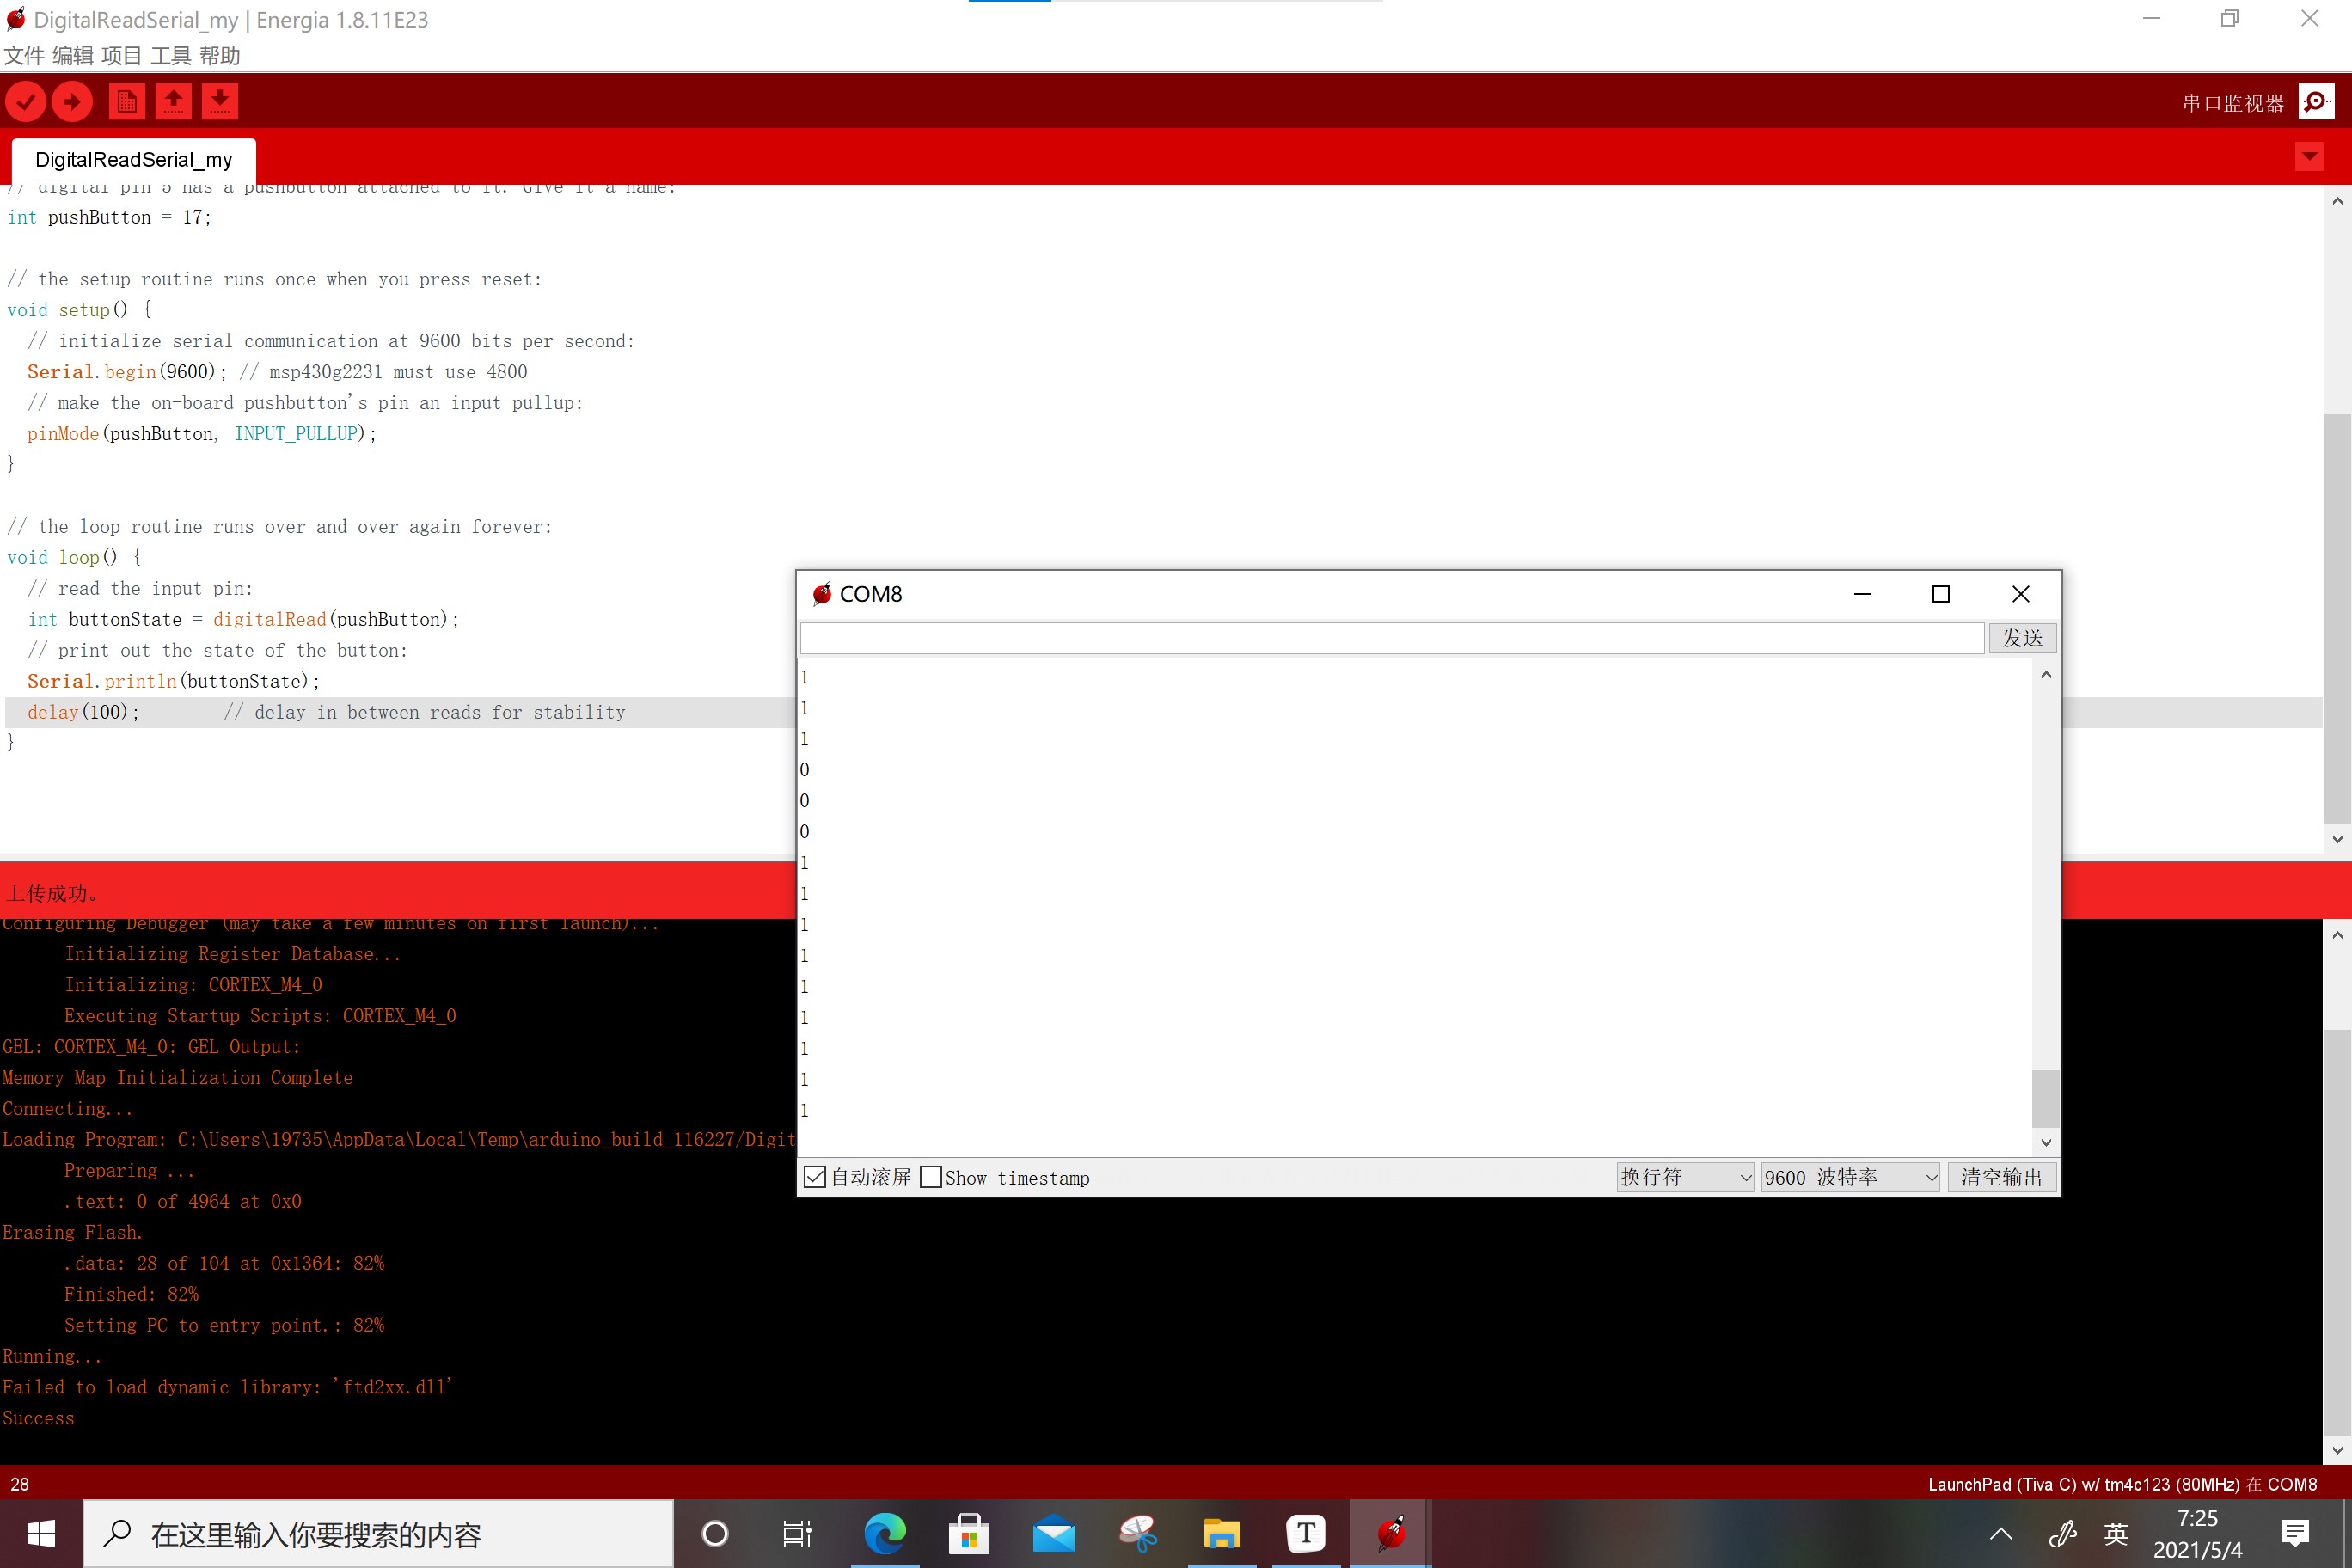 DigitalReadSerial_my | Energia 1.8.11E23
文件 编辑 项目 工具 帮助
串口监视器
DigitalReadSerial_my
// digital pin 5 has a pushbutton attached to it. Give it a name:
int pushButton = 17;
// the setup routine runs once when you press reset:
void setup() {
// initialize serial communication at 9600 bits per second:
Serial.begin(9600); // msp430g2231 must use 4800
// make the on-board pushbutton's pin an input pullup:
pinMode(pushButton, INPUT_PULLUP);
}
// the loop routine runs over and over again forever:
void loop() {
// read the input pin:
int buttonState = digitalRead(pushButton);
// print out the state of the button:
Serial.println(buttonState);
delay(100);        // delay in between reads for stability
}
COM8
发送
1
1
1
0
0
0
1
1
1
1
1
1
1
1
1
自动滚屏 Show timestamp 换行符 9600 波特率 清空输出
上传成功。
Configuring Debugger (may take a few minutes on first launch)...
Initializing Register Database...
Initializing: CORTEX_M4_0
Executing Startup Scripts: CORTEX_M4_0
GEL: CORTEX_M4_0: GEL Output:
Memory Map Initialization Complete
Connecting...
Loading Program: C:\Users\19735\AppData\Local\Temp\arduino_build_116227/Digit
Preparing ...
.text: 0 of 4964 at 0x0
Erasing Flash.
.data: 28 of 104 at 0x1364: 82%
Finished: 82%
Setting PC to entry point.: 82%
Running...
Failed to load dynamic library: 'ftd2xx.dll'
Success
28
LaunchPad (Tiva C) w/ tm4c123 (80MHz) 在 COM8
在这里输入你要搜索的内容
T
英
7:25
2021/5/4